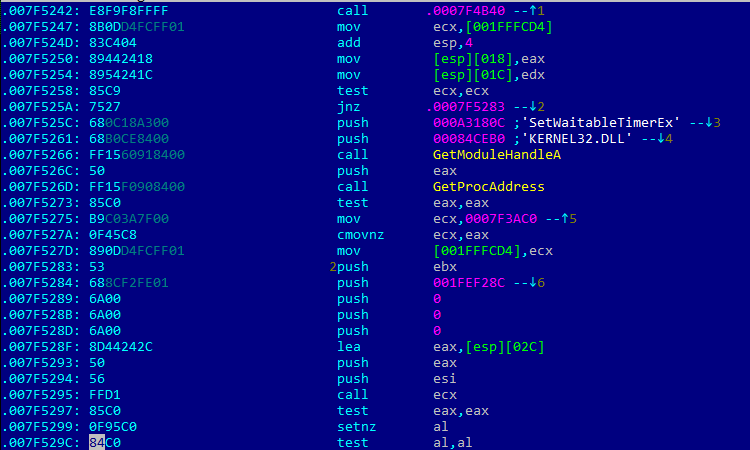 .007F5242: E8F9F8FFFF call .0007F4B40 --↑1
.007F5247: 8B0DD4FCFF01 mov ecx,[001FFFCD4]
.007F524D: 83C404 add esp,4
.007F5250: 89442418 mov [esp][018],eax
.007F5254: 8954241C mov [esp][01C],edx
.007F5258: 85C9 test ecx,ecx
.007F525A: 7527 jnz .0007F5283 --↓2
.007F525C: 680C18A300 push 000A3180C ;'SetWaitableTimerEx' --↓3
.007F5261: 68B0CE8400 push 00084CEB0 ;'KERNEL32.DLL' --↓4
.007F5266: FF1560918400 call GetModuleHandleA
.007F526C: 50 push eax
.007F526D: FF15F0908400 call GetProcAddress
.007F5273: 85C0 test eax,eax
.007F5275: B9C03A7F00 mov ecx,0007F3AC0 --↑5
.007F527A: 0F45C8 cmovnz ecx,eax
.007F527D: 890DD4FCFF01 mov [001FFFCD4],ecx
.007F5283: 53 2push ebx
.007F5284: 688CF2FE01 push 001FEF28C --↓6
.007F5289: 6A00 push 0
.007F528B: 6A00 push 0
.007F528D: 6A00 push 0
.007F528F: 8D44242C lea eax,[esp][02C]
.007F5293: 50 push eax
.007F5294: 56 push esi
.007F5295: FFD1 call ecx
.007F5297: 85C0 test eax,eax
.007F5299: 0F95C0 setnz al
.007F529C: 84C0 test al,al